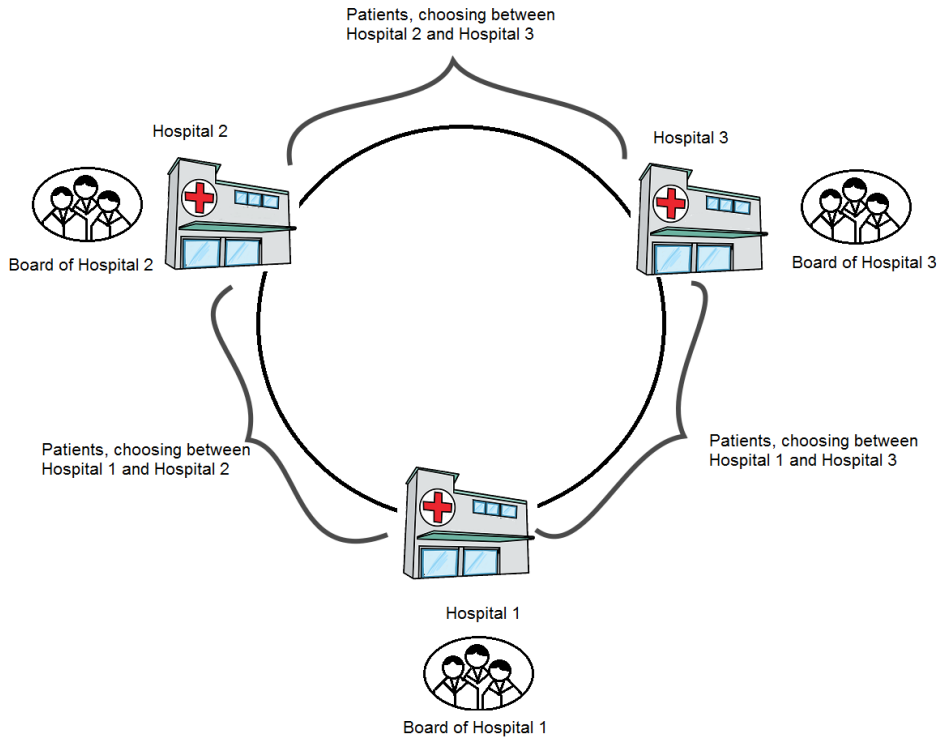 Patients, choosing between
Hospital 2 and Hospital 3
Hospital 2
Hospital 3
Board of Hospital 2
Board of Hospital 3
Patients, choosing between
Hospital 1 and Hospital 2
Patients, choosing between
Hospital 1 and Hospital 3
Hospital 1
Board of Hospital 1